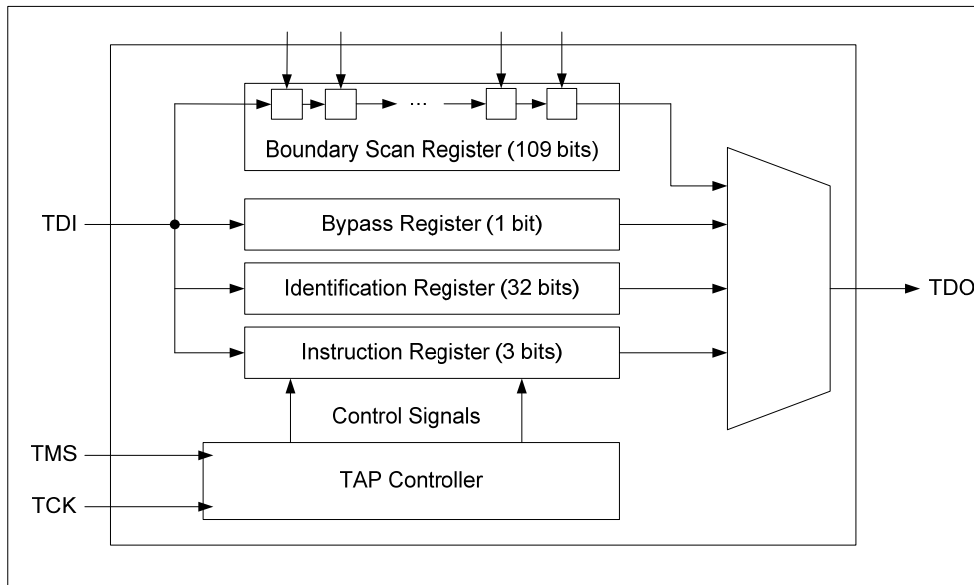 ...
Boundary Scan Register (109 bits)
TDI
Bypass Register (1 bit)
Identification Register (32 bits)
TDO
Instruction Register (3 bits)
Control Signals
TMS
TAP Controller
TCK